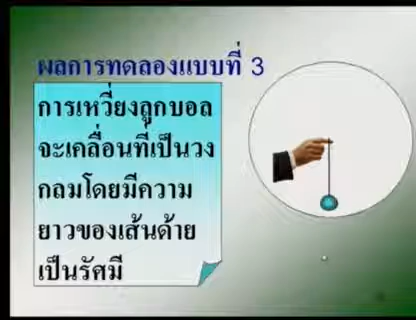 ผลการทดลองแบบที่ 3
การเหวี่ยงลูกบอล
จะเคลื่อนที่เป็นวง
กลมโดยมีความ
ยาวของเส้นด้าย
เป็นรัศมี